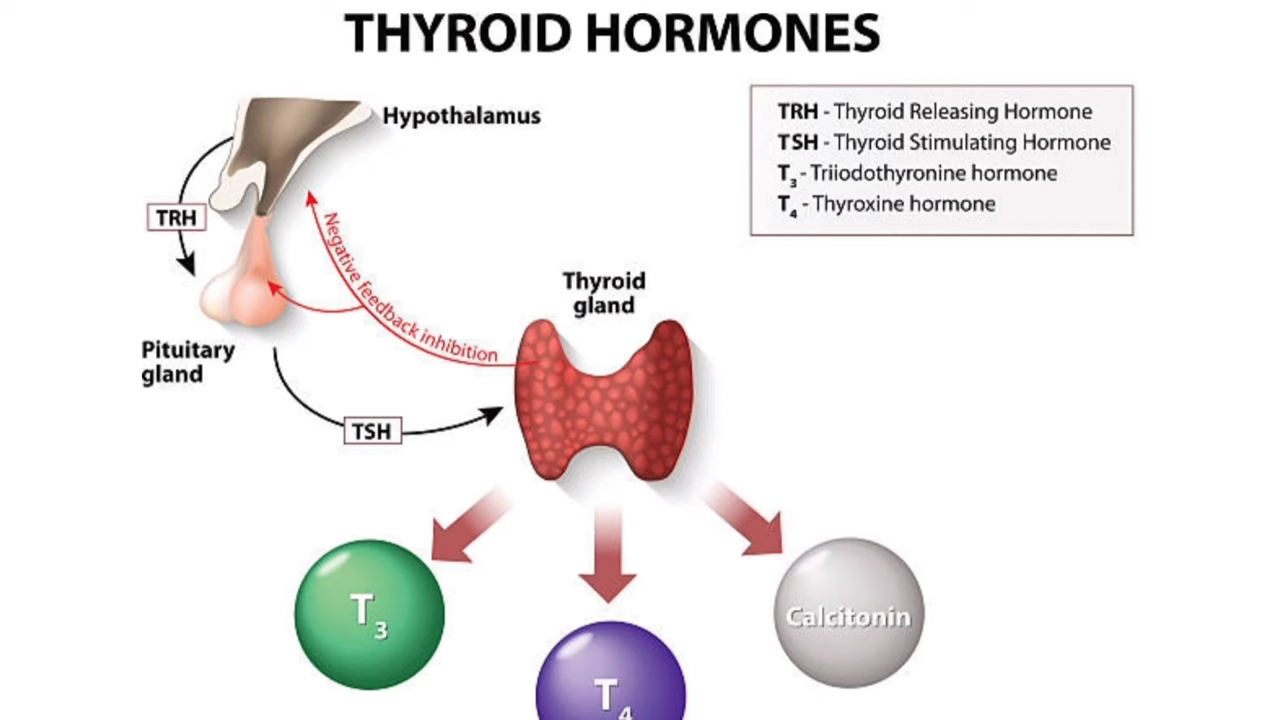 THYROID HORMONES
Hypothalamus
TRH - Thyroid Releasing Hormone
TSH - Thyroid Stimulating Hormone
T3 - Triiodothyronine hormone
T4 - Thyroxine hormone
TRH
Negative feedback inhibition
Thyroid
gland
Pituitary
gland
TSH
T3
T4
Calcitonin